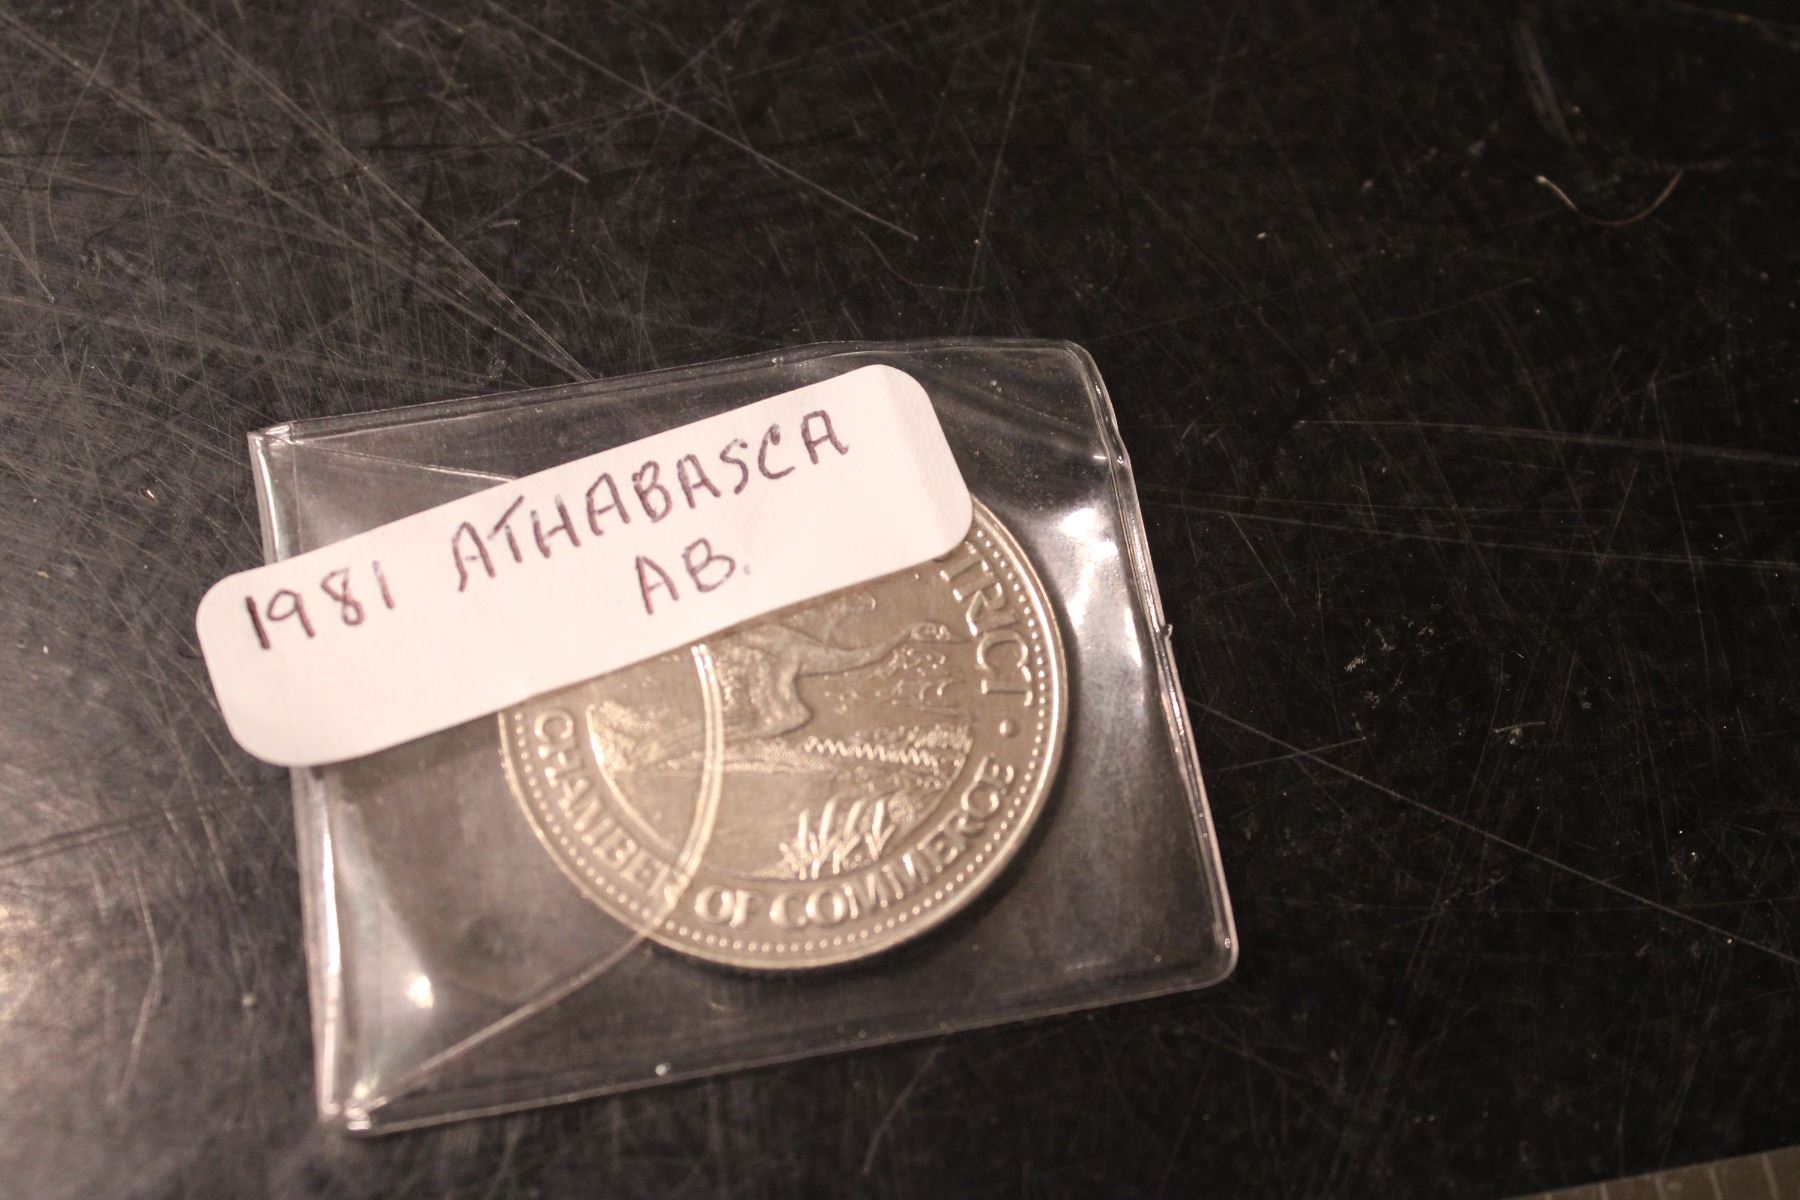 1981 ATHABASCA
AB.
TRICT •
CHAMBER OF COMMERCE